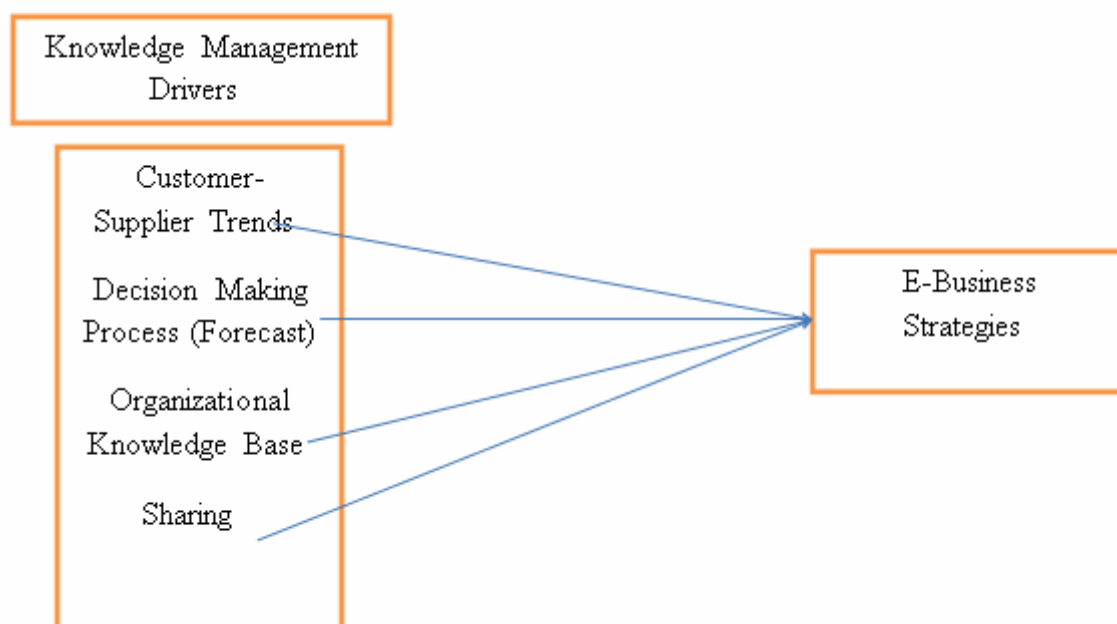 Knowledge Management
Drivers
Customer-
Supplier Trends
Decision Making
Process (Forecast)
Organizational
Knowledge Base
Sharing
E-Business
Strategies